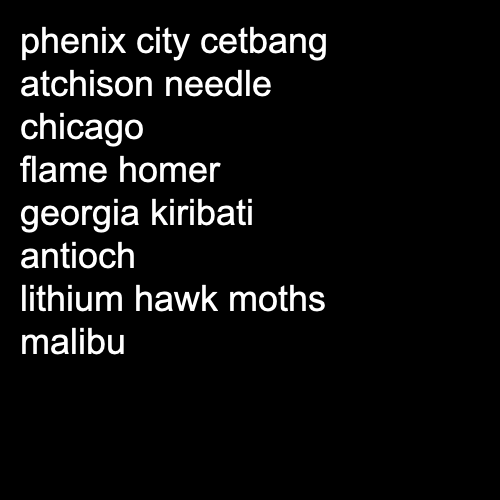 phenix city cetbang
atchison needle
chicago
flame homer
georgia kiribati
antioch
lithium hawk moths
malibu